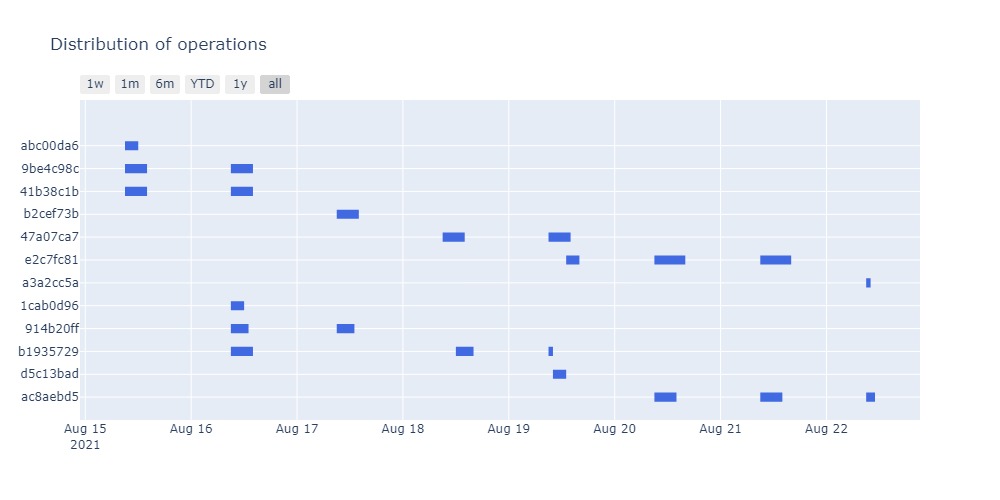 Distribution of operations
1w 1m 6m YTD 1y all
abc00da6
9be4c98c
41b38c1b
b2cef73b
47a07ca7
e2c7fc81
a3a2cc5a
1cab0d96
914b20ff
b1935729
d5c13bad
ac8aebd5
Aug 15 Aug 16 Aug 17 Aug 18 Aug 19 Aug 20 Aug 21 Aug 22
2021